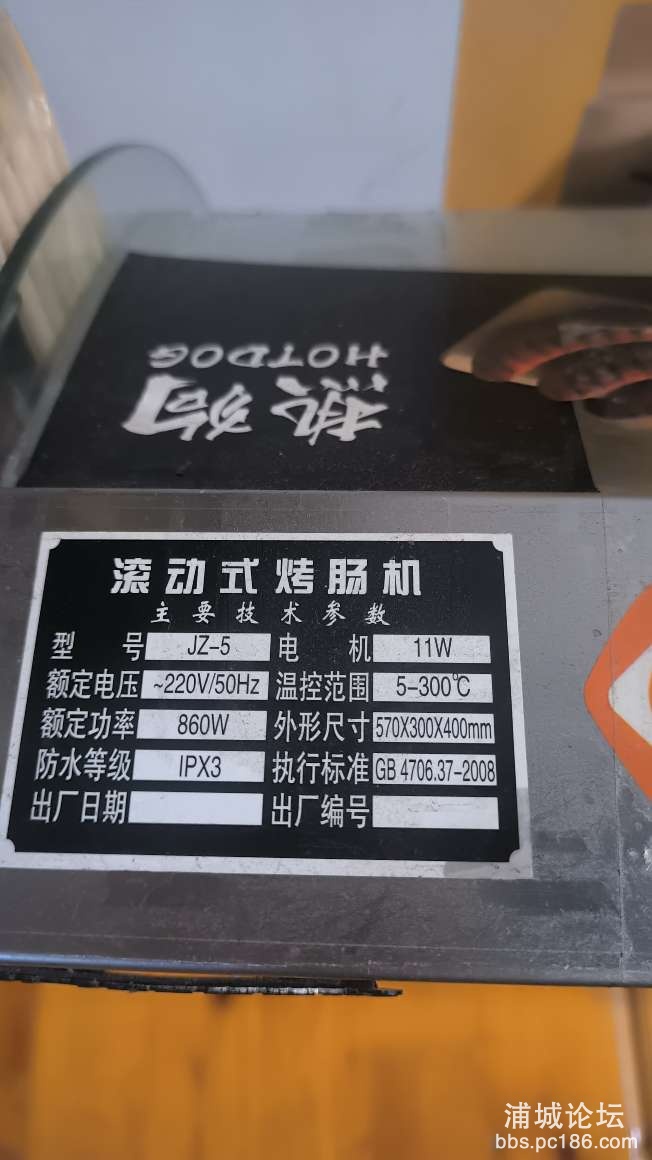 热狗
HOTDOG
滚动式烤肠机
主要技术参数
型号 JZ-5 电机 11W
额定电压 ~220V/50Hz 温控范围 5-300℃
额定功率 860W 外形尺寸 570X300X400mm
防水等级 IPX3 执行标准 GB 4706.37-2008
出厂日期 出厂编号
浦城论坛
bbs.pc186.com